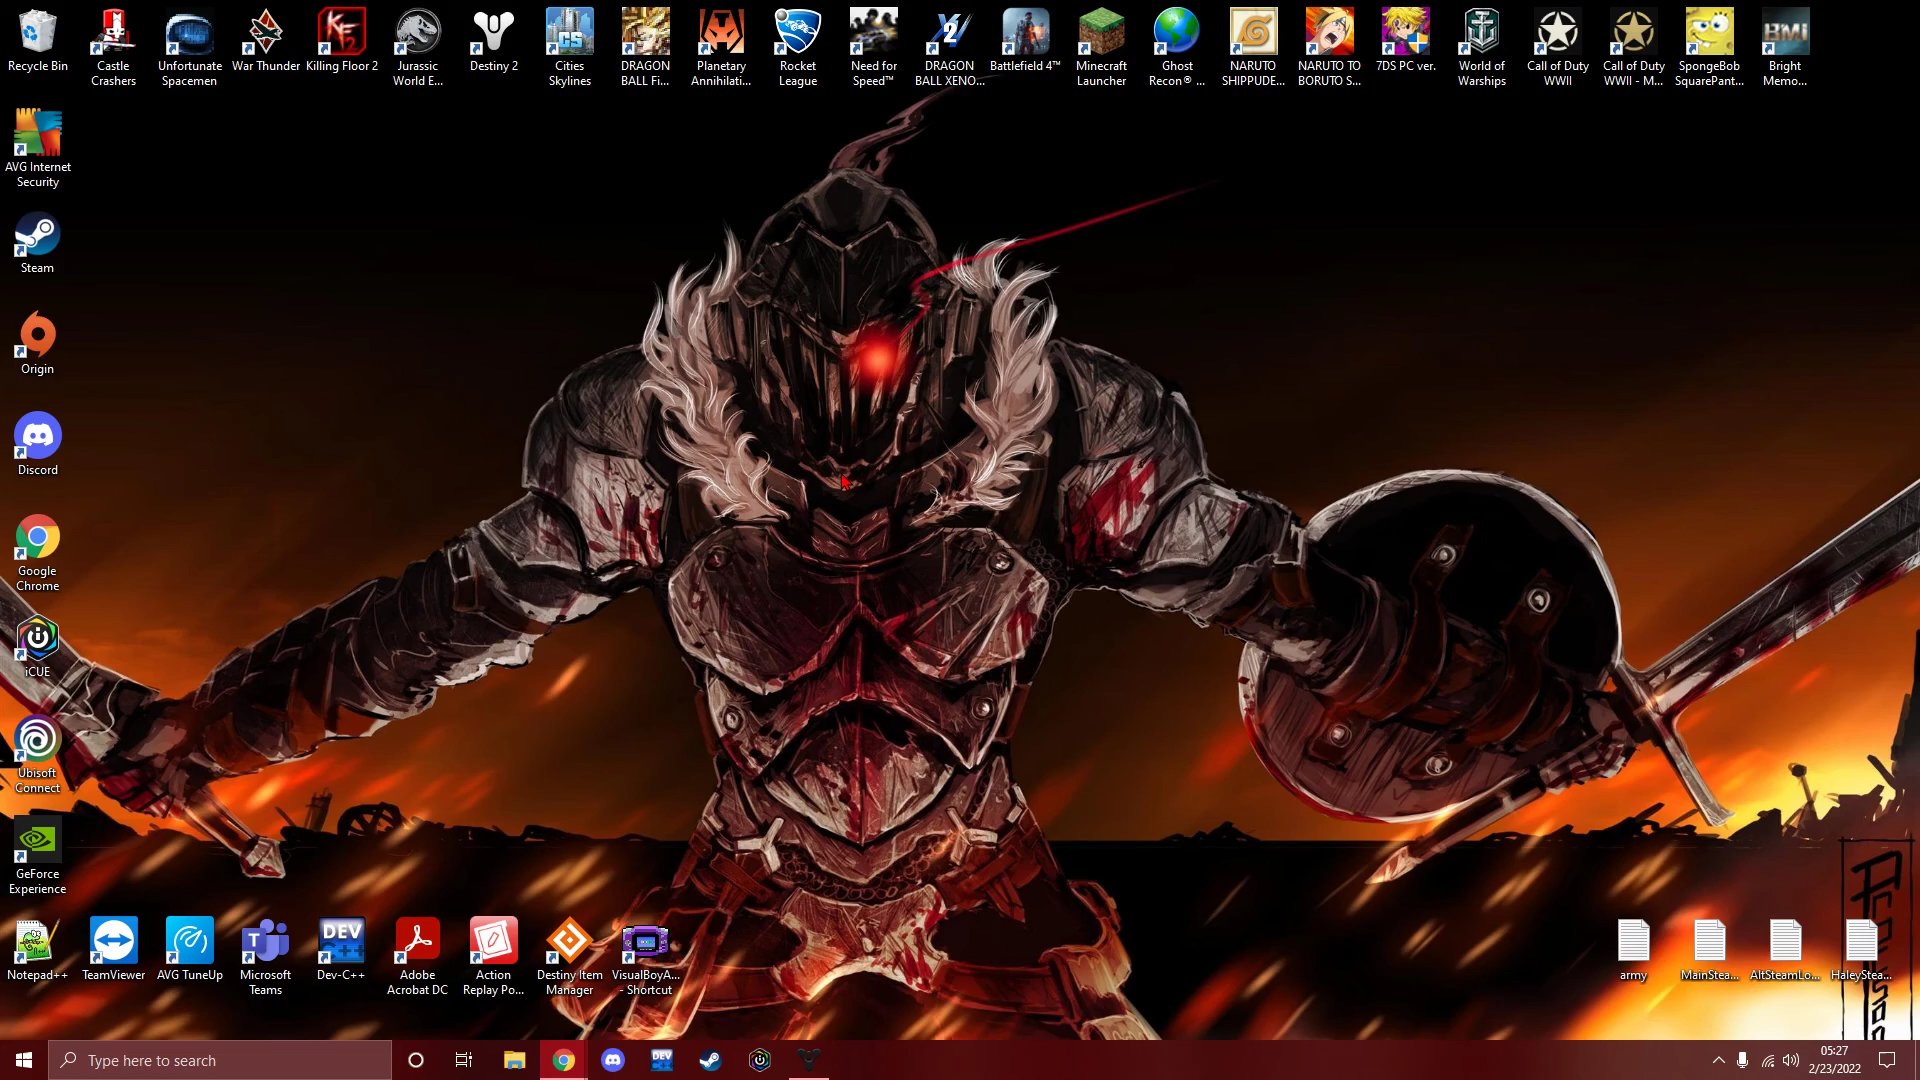 Recycle Bin
Castle
Crashers
Unfortunate
Spacemen
War Thunder
Killing Floor 2
Jurassic
World E...
Destiny 2
Cities
Skylines
DRAGON
BALL Fi...
Planetary
Annihilati...
Rocket
League
Need for
Speed™
DRAGON
BALL XENO...
Battlefield 4™
Minecraft
Launcher
Ghost
Recon® ...
NARUTO
SHIPPUDE...
NARUTO TO
BORUTO S...
7DS PC ver.
World of
Warships
Call of Duty
WWII
Call of Duty
WWII - M...
SpongeBob
SquarePant...
BMI
Bright
Memo...
AVG Internet
Security
Steam
Origin
Discord
Google
Chrome
iCUE
Ubisoft
Connect
GeForce
Experience
Notepad++
TeamViewer
AVG TuneUp
Microsoft
Teams
DEV
C++
Dev-C++
Adobe
Acrobat DC
Action
Replay Po...
Destiny Item
Manager
VisualBoyA...
- Shortcut
army
MainStea...
AltSteamLo...
HaleyStea...
Type here to search
DEV
05:27
2/23/2022